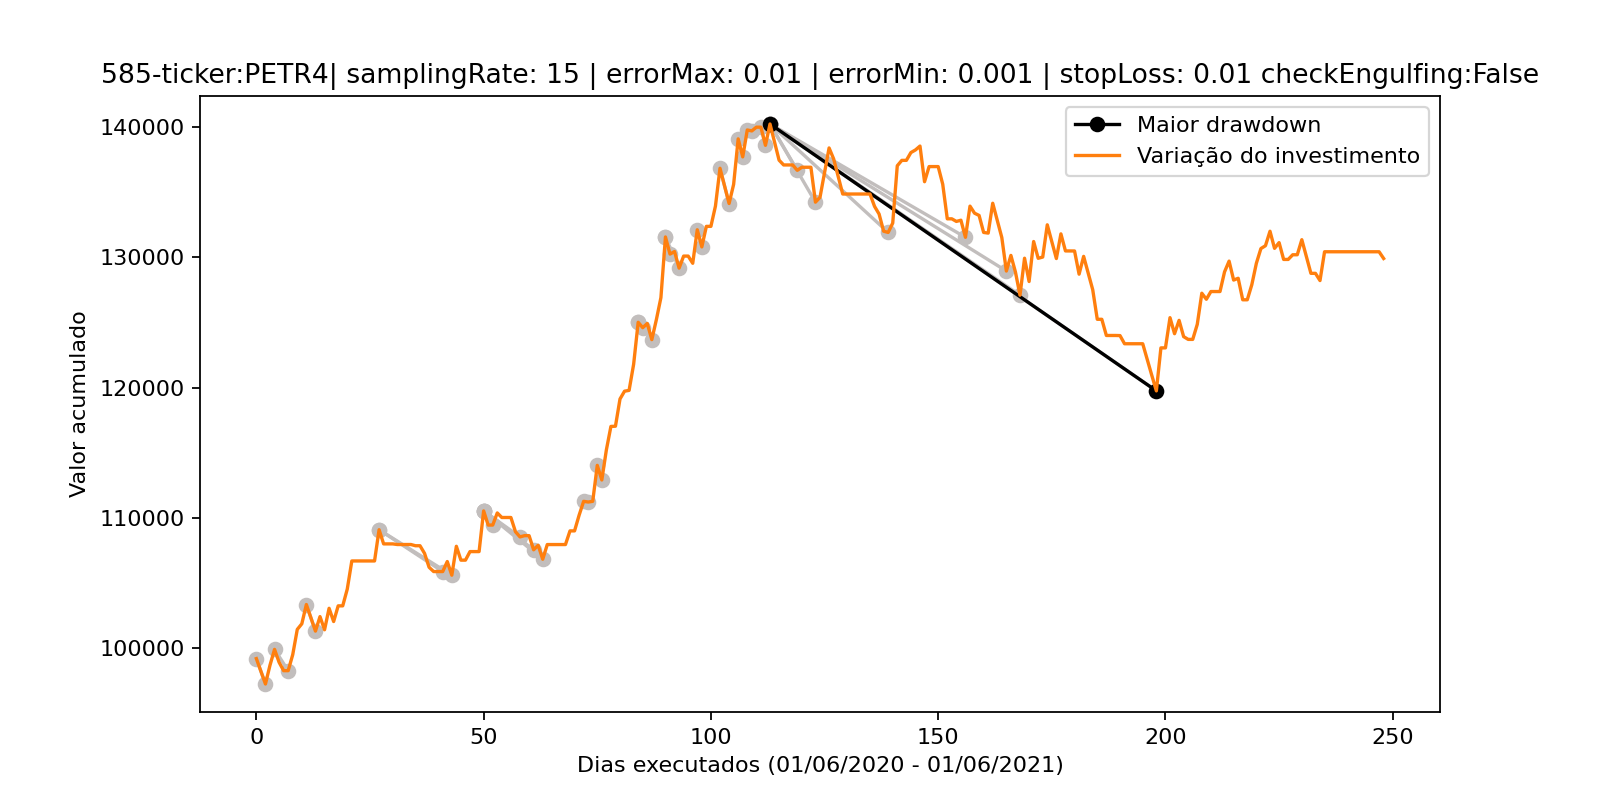 585-ticker:PETR4| samplingRate: 15 | errorMax: 0.01 | errorMin: 0.001 | stopLoss: 0.01 checkEngulfing:False
Maior drawdown
Variação do investimento
140000
130000
120000
110000
100000
Valor acumulado
0 50 100 150 200 250
Dias executados (01/06/2020 - 01/06/2021)